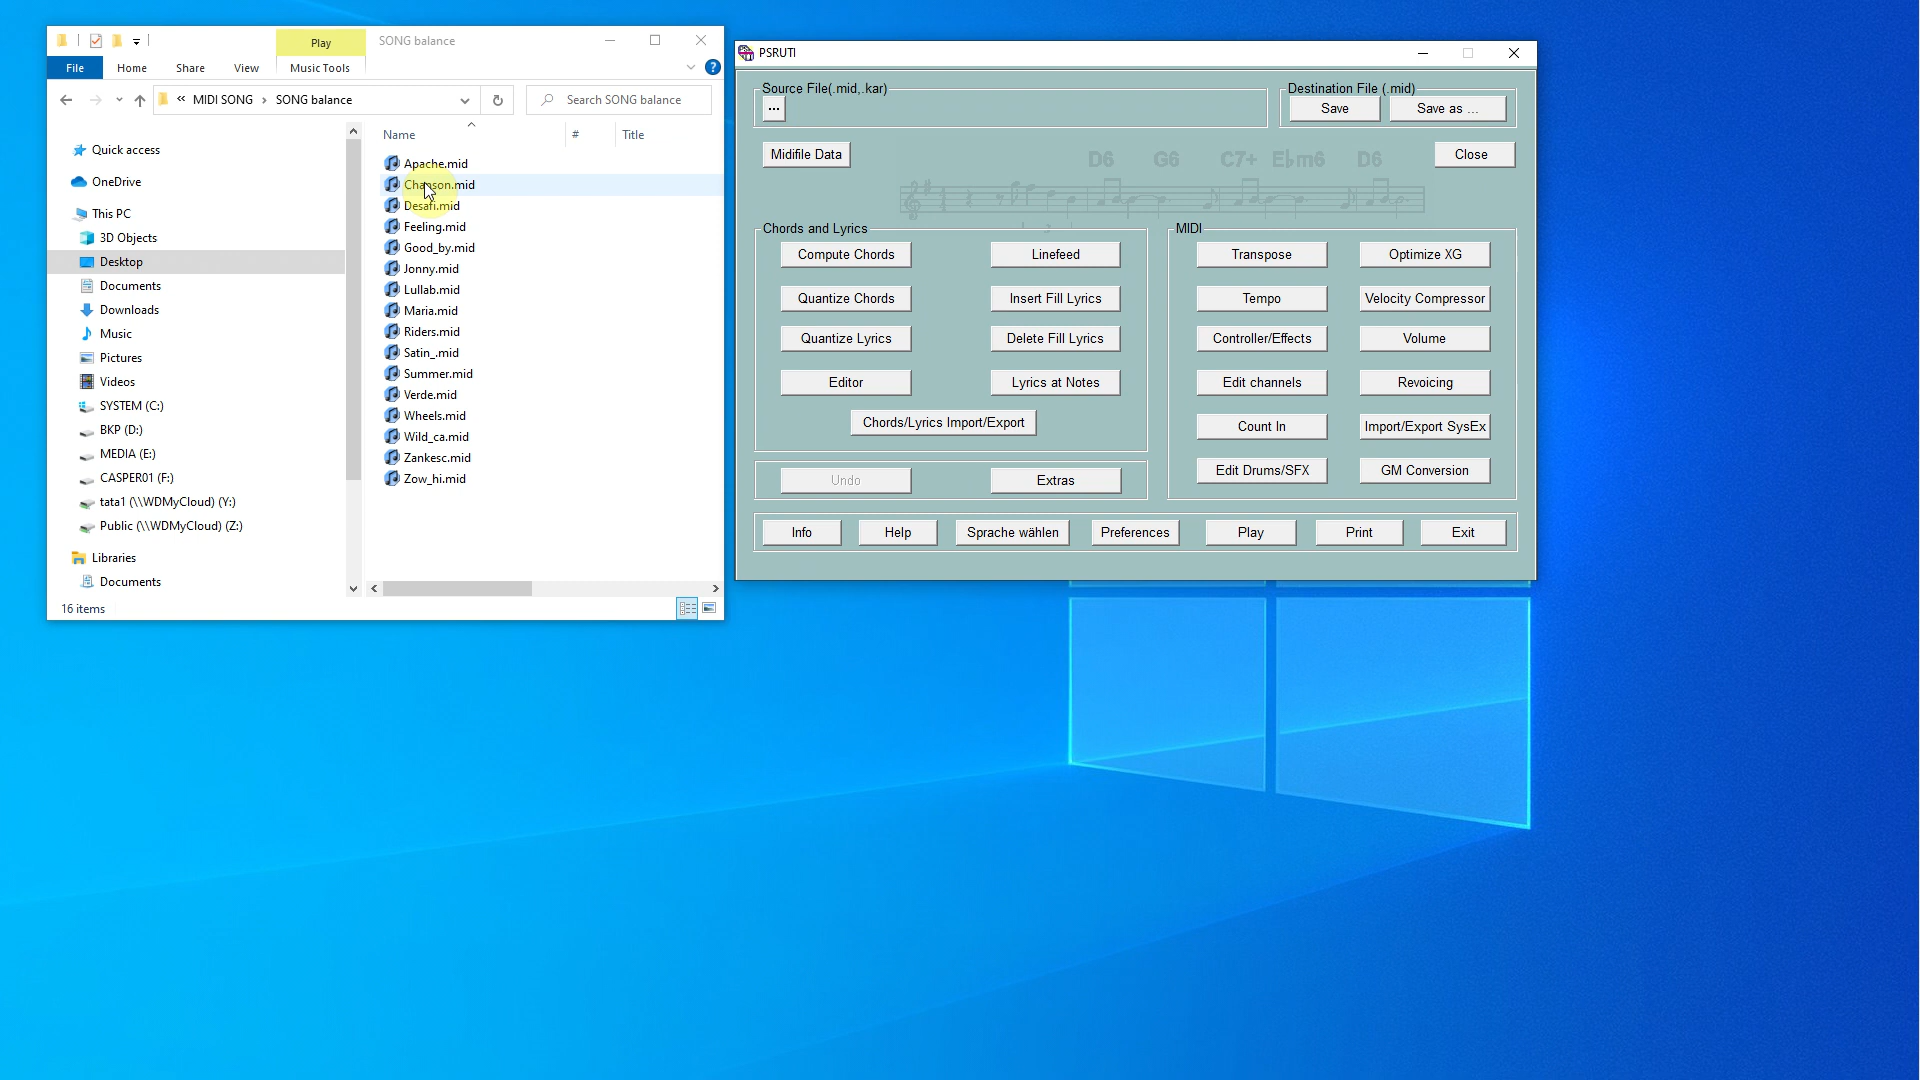 Play
SONG balance
File
Home
Share
View
Music Tools
« MIDI SONG > SONG balance
Search SONG balance
Name
#
Title
Quick access
OneDrive
This PC
3D Objects
Desktop
Documents
Downloads
Music
Pictures
Videos
SYSTEM (C:)
BKP (D:)
MEDIA (E:)
CASPER01 (F:)
tata1 (\\WDMyCloud) (Y:)
Public (\\WDMyCloud) (Z:)
Libraries
Documents
Apache.mid
Chanson.mid
Desafi.mid
Feeling.mid
Good_by.mid
Jonny.mid
Lullab.mid
Maria.mid
Riders.mid
Satin_.mid
Summer.mid
Verde.mid
Wheels.mid
Wild_ca.mid
Zankesc.mid
Zow_hi.mid
16 items
PSRUTI
Source File(.mid,.kar)
...
Destination File (.mid)
Save
Save as ...
Midifile Data
D6 G6 C7+ E♭m6 D6
Close
Chords and Lyrics
Compute Chords
Linefeed
Quantize Chords
Insert Fill Lyrics
Quantize Lyrics
Delete Fill Lyrics
Editor
Lyrics at Notes
Chords/Lyrics Import/Export
Undo
Extras
MIDI
Transpose
Optimize XG
Tempo
Velocity Compressor
Controller/Effects
Volume
Edit channels
Revoicing
Count In
Import/Export SysEx
Edit Drums/SFX
GM Conversion
Info
Help
Sprache wählen
Preferences
Play
Print
Exit